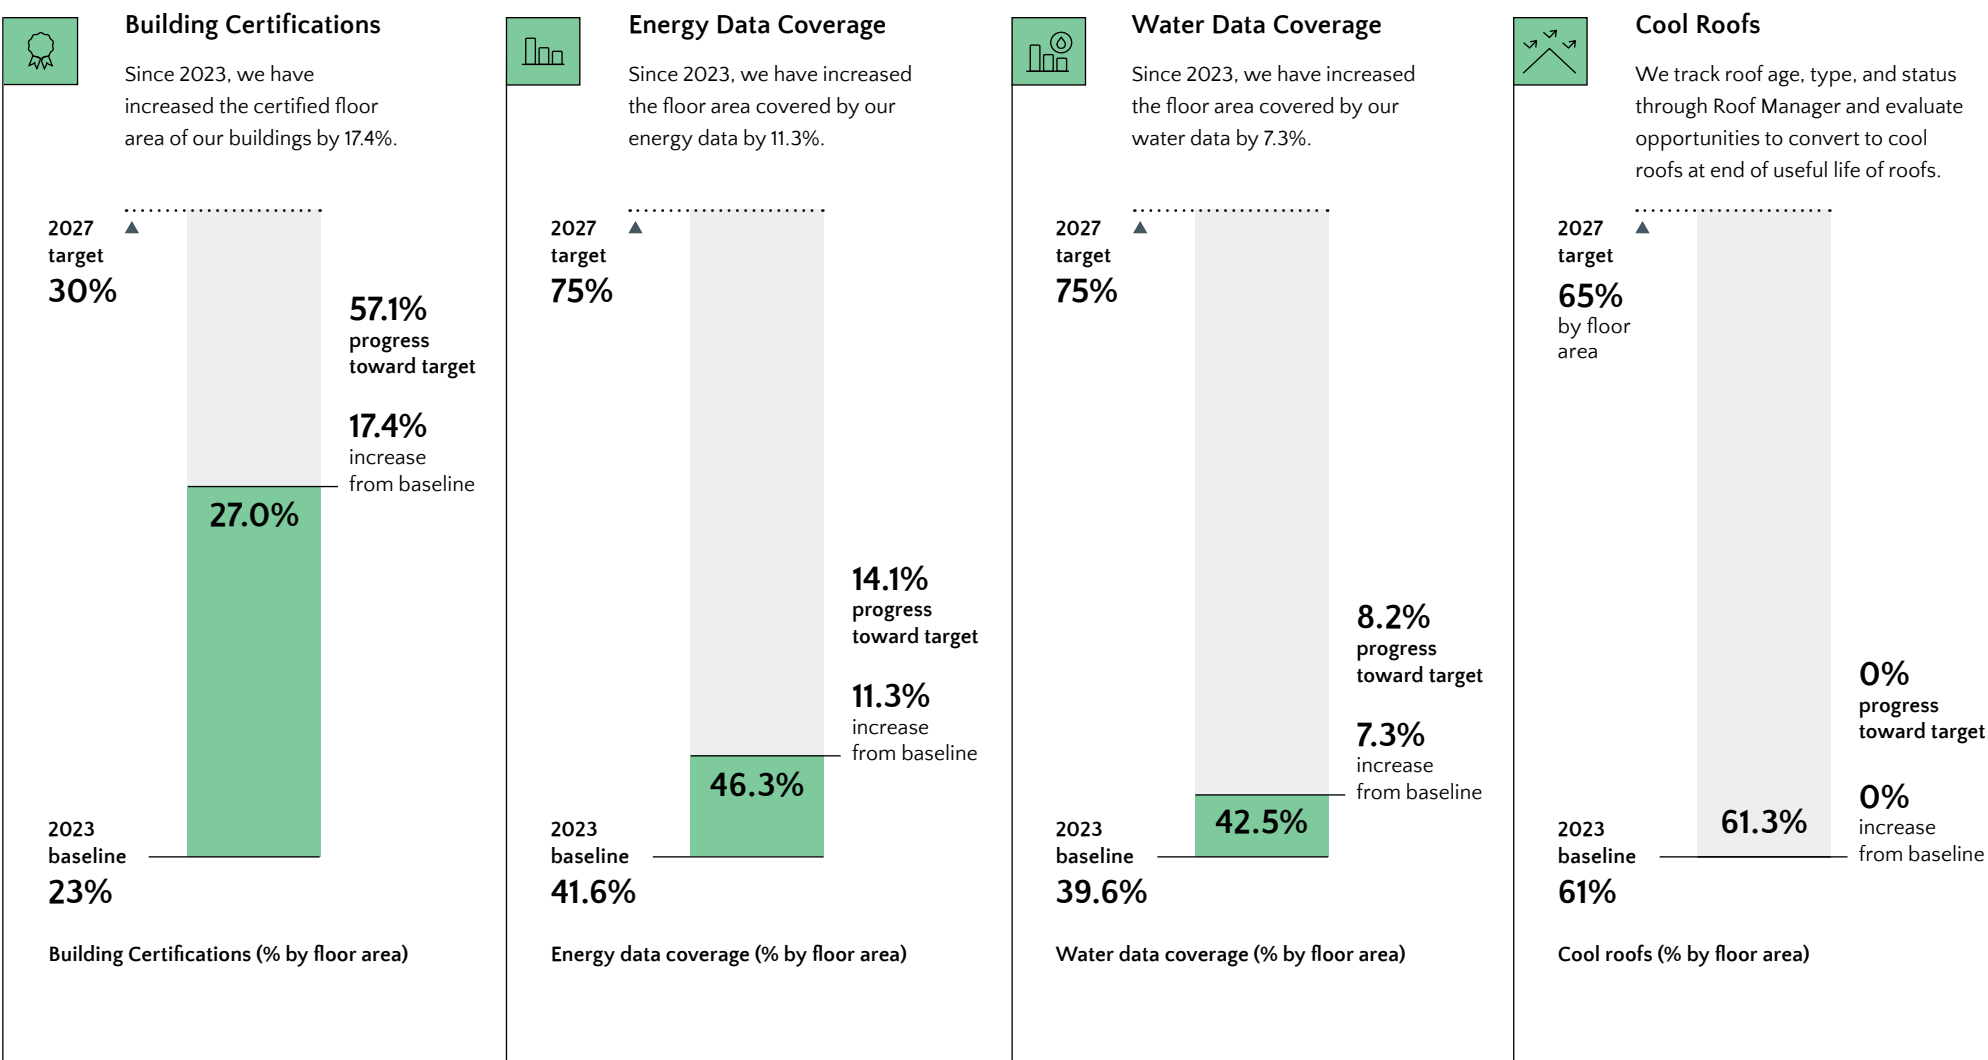 Building Certifications
Since 2023, we have
increased the certified floor
area of our buildings by 17.4%.
2027
target
30%
57.1%
progress
toward target
17.4%
increase
from baseline
27.0%
2023
baseline
23%
Building Certifications (% by floor area)
Energy Data Coverage
Since 2023, we have increased
the floor area covered by our
energy data by 11.3%.
2027
target
75%
14.1%
progress
toward target
11.3%
increase
from baseline
46.3%
2023
baseline
41.6%
Energy data coverage (% by floor area)
Water Data Coverage
Since 2023, we have increased
the floor area covered by our
water data by 7.3%.
2027
target
75%
8.2%
progress
toward target
7.3%
increase
from baseline
42.5%
2023
baseline
39.6%
Water data coverage (% by floor area)
Cool Roofs
We track roof age, type, and status
through Roof Manager and evaluate
opportunities to convert to cool
roofs at end of useful life of roofs.
2027
target
65%
by floor
area
0%
progress
toward target
0%
increase
from baseline
61.3%
2023
baseline
61%
Cool roofs (% by floor area)